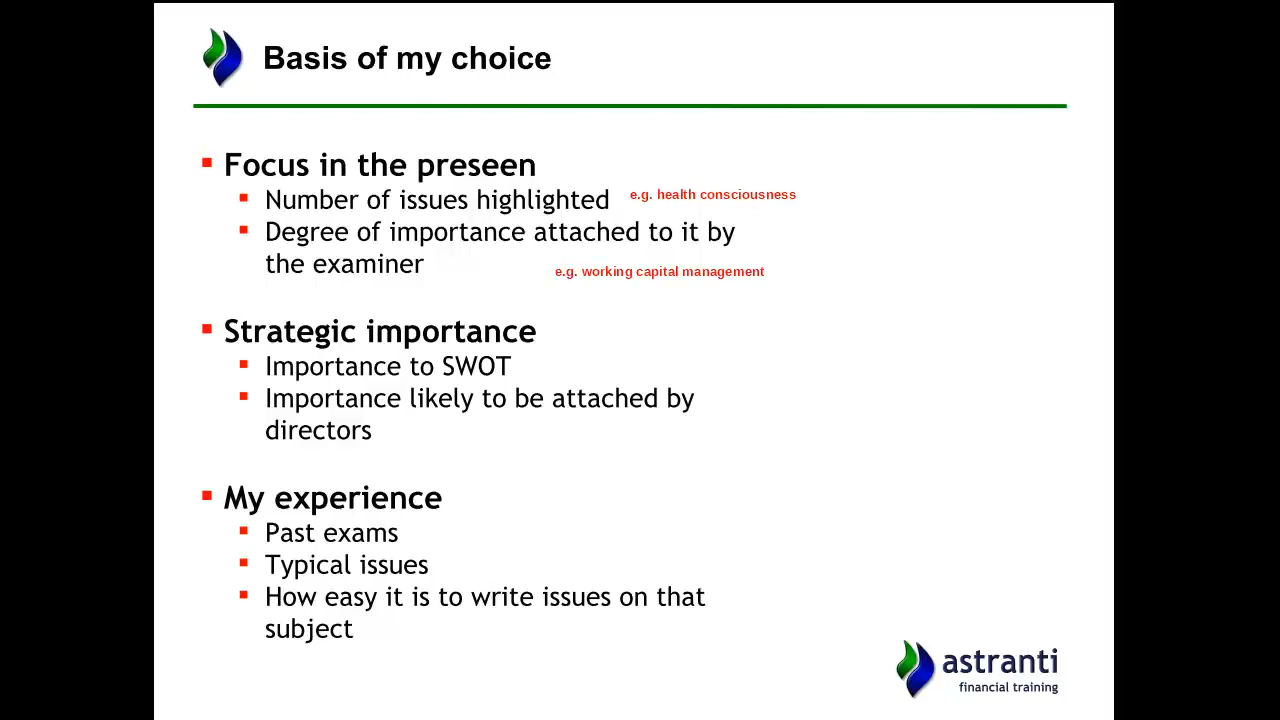 Basis of my choice
Focus in the preseen
Number of issues highlighted e.g. health consciousness
Degree of importance attached to it by
the examiner
e.g. working capital management
Strategic importance
Importance to SWOT
Importance likely to be attached by
directors
My experience
Past exams
Typical issues
How easy it is to write issues on that
subject
astranti
financial training